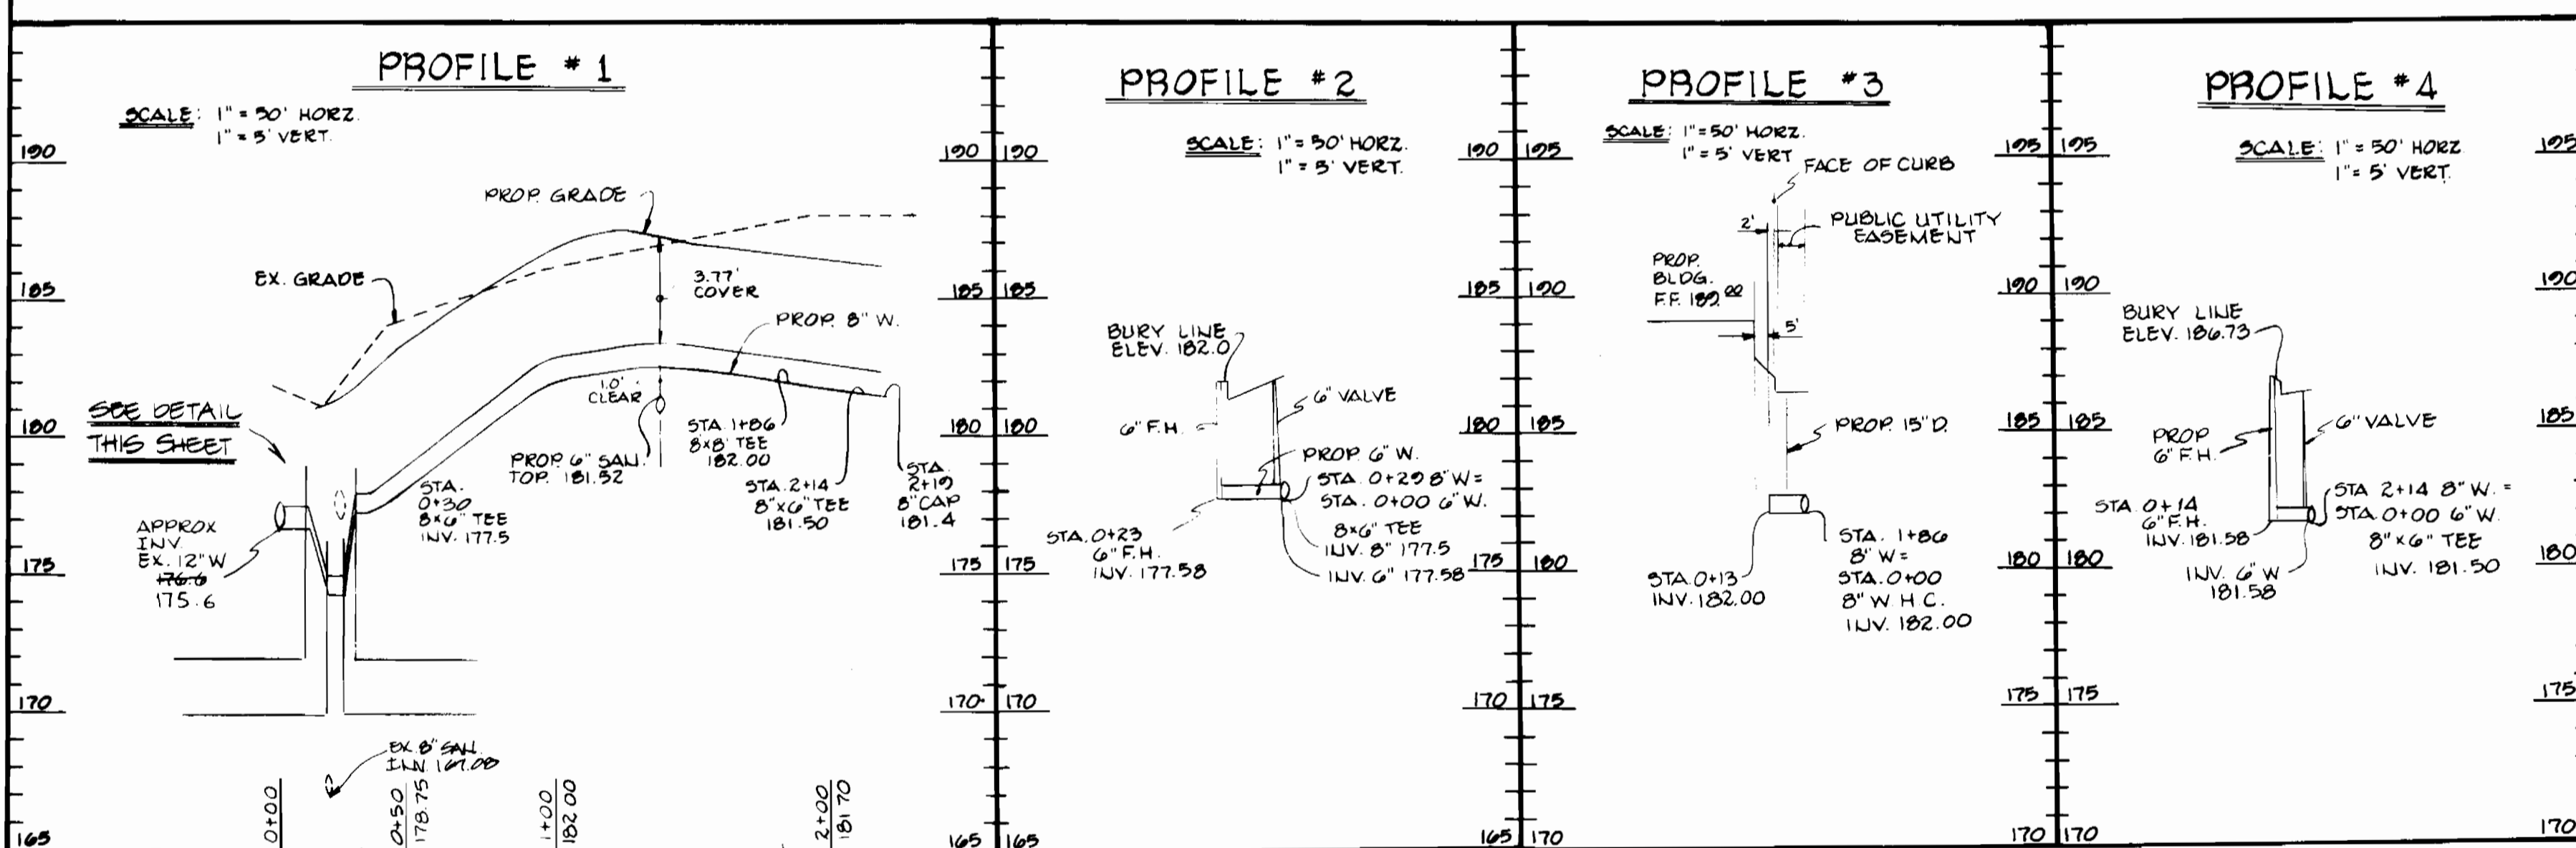 PROFILE #1
SCALE: 1" = 50' HORZ.
1" = 5' VERT.
190
185
180
175
170
165
PROP. GRADE
EX. GRADE
3.77'
COVER
PROP. 8" W.
1.0'
CLEAR
SEE DETAIL
THIS SHEET
STA. 1+86
8x8" TEE
182.00
PROP 6" SAN.
TOP. 181.52
STA. 2+14
8"x6" TEE
181.50
STA.
2+19
8" CAP
181.4
STA.
0+30
8x6" TEE
INV. 177.5
APPROX
INV.
EX. 12" W
176.6
175.6
EX. 8" SAN.
0+00
0+50
178.75
1+00
182.00
2+00
181.70
190 190
185 185
180 180
175 175
170 170
165 165
PROFILE #2
SCALE: 1" = 50' HORZ.
1" = 5' VERT.
BURY LINE
ELEV. 182.0
6" VALVE
6" F.H.
PROP. 6" W.
STA. 0+29 8" W =
STA. 0+00 6" W.
8x6" TEE
INV. 8" 177.5
INV. 6" 177.58
STA. 0+23
6" F.H.
INV. 177.58
190 195
185 190
180 185
175 180
170 175
165 170
PROFILE #3
SCALE: 1" = 50' HORZ.
1" = 5' VERT
FACE OF CURB
2'
PUBLIC UTILITY
EASEMENT
PROP.
BLDG.
F.F. 189.00
5'
PROP. 15" D.
STA. 0+13
INV. 182.00
STA. 1+86
8" W =
STA. 0+00
8" W. H.C.
INV. 182.00
195 195
190 190
185 185
180 180
175 175
170 170
PROFILE #4
SCALE: 1" = 50' HORZ
1" = 5' VERT.
BURY LINE
ELEV. 186.73
6" VALVE
PROP
6" F.H.
STA. 0+14
6" F.H.
INV. 181.58
STA 2+14 8" W. =
STA. 0+00 6" W.
8" x 6" TEE
INV. 181.50
INV. 6" W
181.58
195
190
185
180
175
170